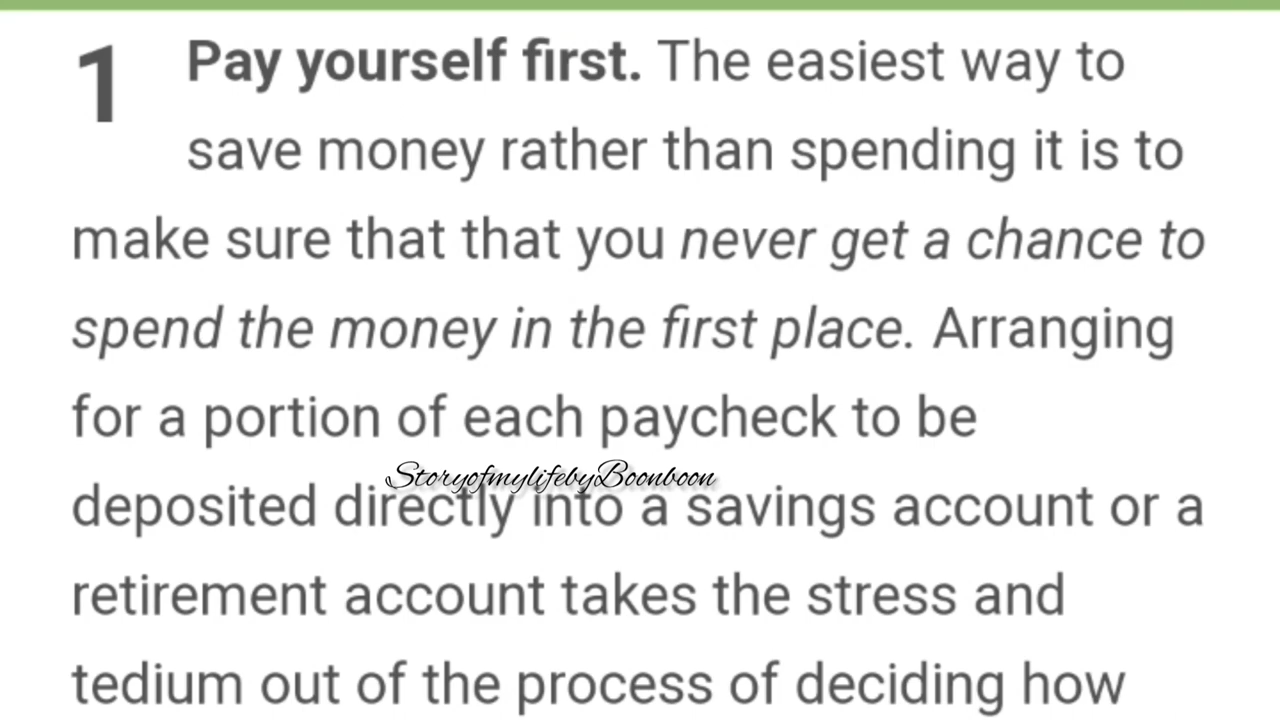 1 Pay yourself first. The easiest way to
save money rather than spending it is to
make sure that that you never get a chance to
spend the money in the first place. Arranging
for a portion of each paycheck to be
StoryofmylifebyBoonboon
deposited directly into a savings account or a
retirement account takes the stress and
tedium out of the process of deciding how